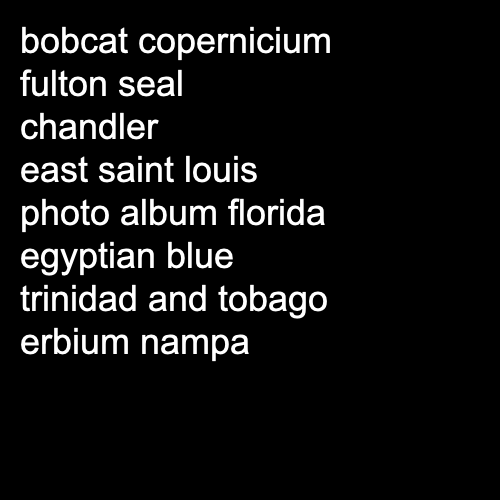 bobcat copernicium
fulton seal
chandler
east saint louis
photo album florida
egyptian blue
trinidad and tobago
erbium nampa